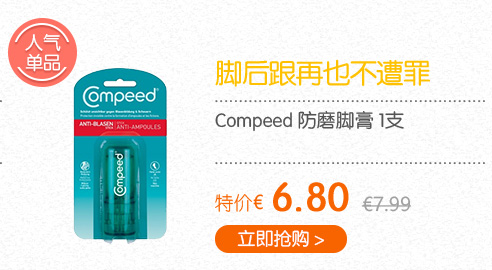 人气
单品
脚后跟再也不遭罪
Compeed 防磨脚膏 1支
特价€ 6.80 €7.99
立即抢购 >
Compeed
ANTI-BLASEN
ANTI-AMPOULES
Compeed